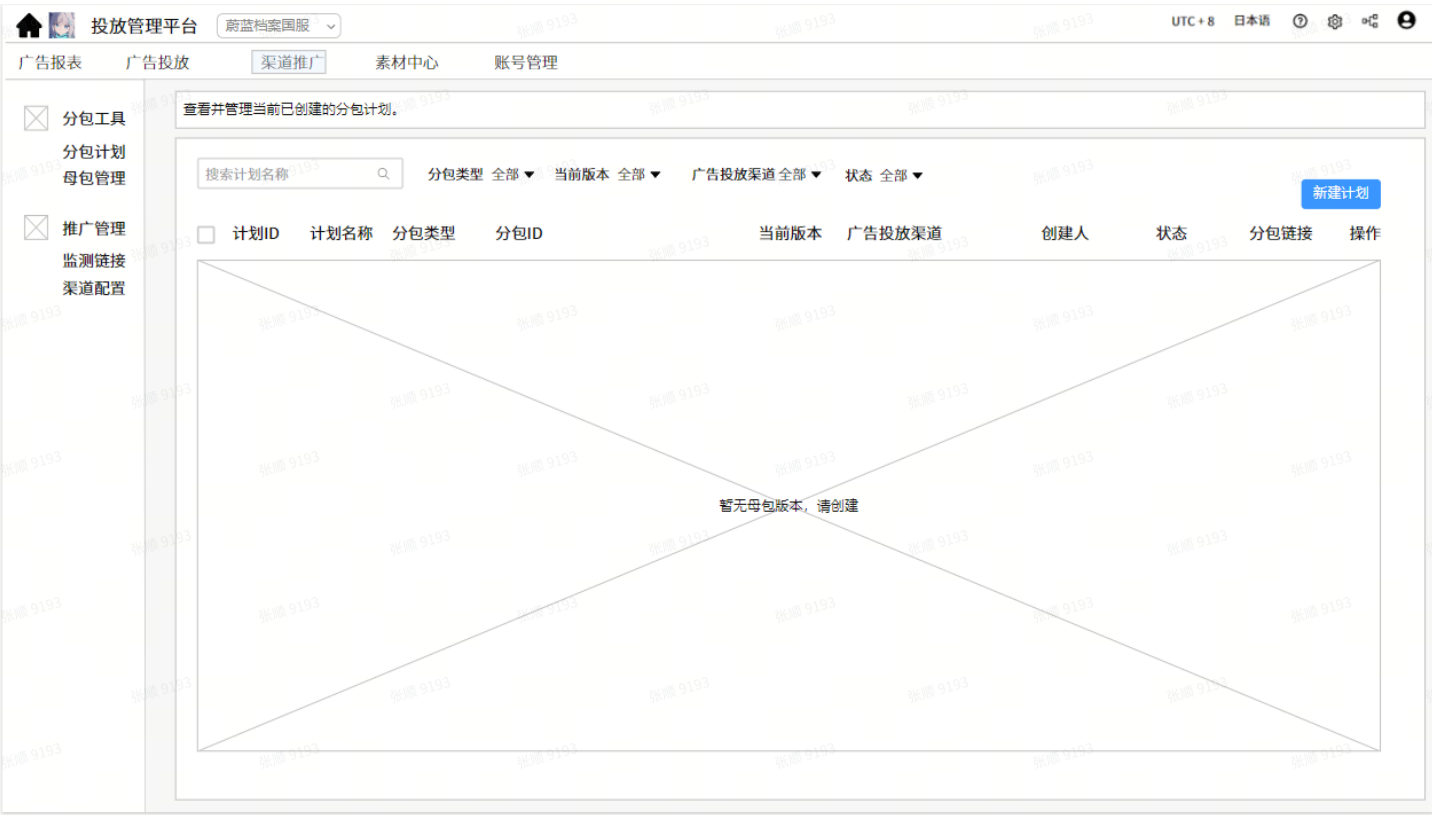 投放管理平台 蔚蓝档案国服 UTC + 8 日本语
广告报表 广告投放 渠道推广 素材中心 账号管理
分包工具
分包计划
母包管理
推广管理
监测链接
渠道配置
查看并管理当前已创建的分包计划。
搜索计划名称 分包类型 全部 当前版本 全部 广告投放渠道 全部 状态 全部
新建计划
计划ID 计划名称 分包类型 分包ID 当前版本 广告投放渠道 创建人 状态 分包链接 操作
暂无母包版本，请创建
张顺 9193